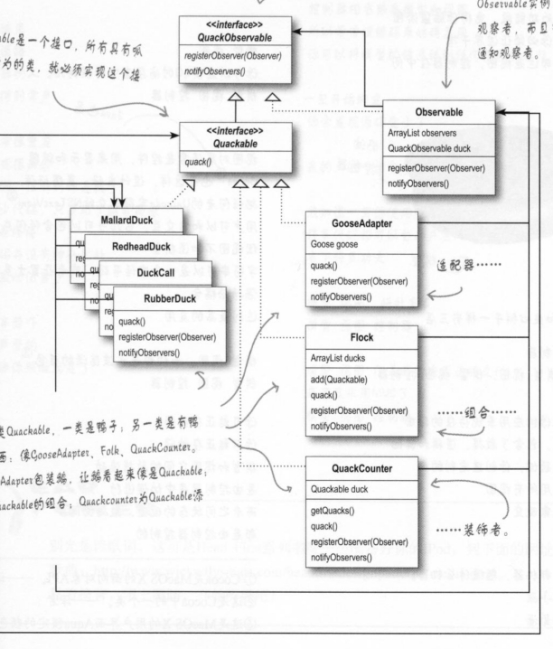 Observable实例
<<interface>>
QuackObservable
registerObserver(Observer)
notifyObservers()
观察者，而且
通知观察者。
able是一个接口，所有具有呱
为的类，就必须实现这个接
Observable
ArrayList observers
QuackObservable duck
registerObserver(Observer)
notifyObservers()
<<interface>>
Quackable
quack()
MallardDuck
RedheadDuck
DuckCall
RubberDuck
quack()
registerObserver(Observer)
notifyObservers()
qu
re
no
qu
re
no
qu
no
GooseAdapter
Goose goose
quack()
registerObserver(Observer)
notifyObservers()
适配器……
Flock
ArrayList ducks
add(Quackable)
quack()
registerObserver(Observer)
notifyObservers()
……组合……
类Quackable，一类是鸭子；另一类是有鸭
面：像GooseAdapter、Folk、QuackCounter。
Adapter包装鹅，让鹅看起来像是Quackable；
uackable的组合；Quackcounter为Quackable添
QuackCounter
Quackable duck
getQuacks()
quack()
registerObserver(Observer)
notifyObservers()
……装饰者。